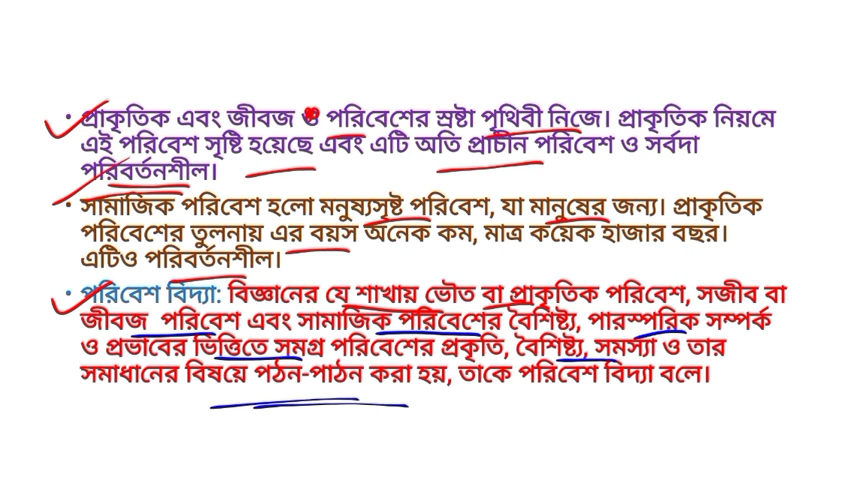 • প্রাকৃতিক এবং জীবজ ও পরিবেশের স্রষ্টা পৃথিবী নিজে। প্রাকৃতিক নিয়মে
এই পরিবেশ সৃষ্টি হয়েছে এবং এটি অতি প্রাচীন পরিবেশ ও সর্বদা
পরিবর্তনশীল।
• সামাজিক পরিবেশ হলো মনুষ্যসৃষ্ট পরিবেশ, যা মানুষের জন্য। প্রাকৃতিক
পরিবেশের তুলনায় এর বয়স অনেক কম, মাত্র কয়েক হাজার বছর।
এটিও পরিবর্তনশীল।
• পরিবেশ বিদ্যা: বিজ্ঞানের যে শাখায় ভৌত বা প্রাকৃতিক পরিবেশ, সজীব বা
জীবজ পরিবেশ এবং সামাজিক পরিবেশের বৈশিষ্ট্য, পারস্পরিক সম্পর্ক
ও প্রভাবের ভিত্তিতে সমগ্র পরিবেশের প্রকৃতি, বৈশিষ্ট্য, সমস্যা ও তার
সমাধানের বিষয়ে পঠন-পাঠন করা হয়, তাকে পরিবেশ বিদ্যা বলে।